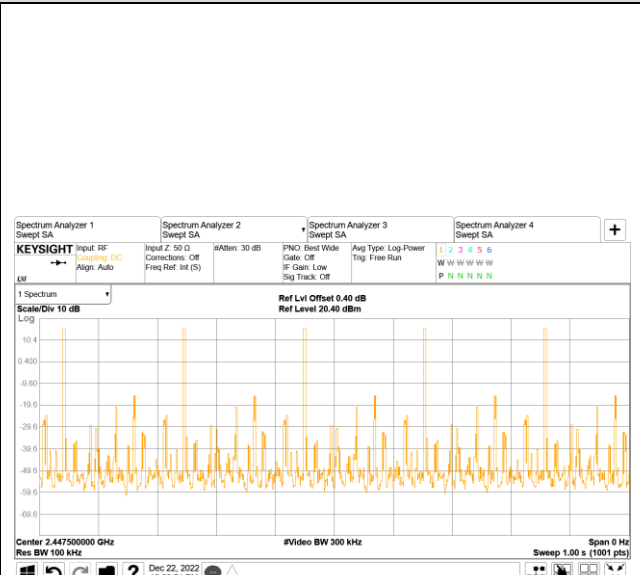 Spectrum Analyzer 1
Swept SA
Spectrum Analyzer 2
Swept SA
Spectrum Analyzer 3
Swept SA
Spectrum Analyzer 4
Swept SA
+
KEYSIGHT
Input: RF
Coupling: DC
Align: Auto
Input Z: 50 Ω
Corrections: Off
Freq Ref: Int (S)
#Atten: 30 dB
PNO: Best Wide
Gate: Off
IF Gain: Low
Sig Track: Off
Avg Type: Log-Power
Trig: Free Run
1 2 3 4 5 6
W W W W W W
P N N N N N
1 Spectrum
Scale/Div 10 dB
Ref Lvl Offset 0.40 dB
Ref Level 20.40 dBm
Log
10.4
0.400
-9.60
-19.6
-29.6
-39.6
-49.6
-59.6
-69.6
Center 2.447500000 GHz
#Video BW 300 kHz
Span 0 Hz
Res BW 100 kHz
Sweep 1.00 s (1001 pts)
?
Dec 22, 2022